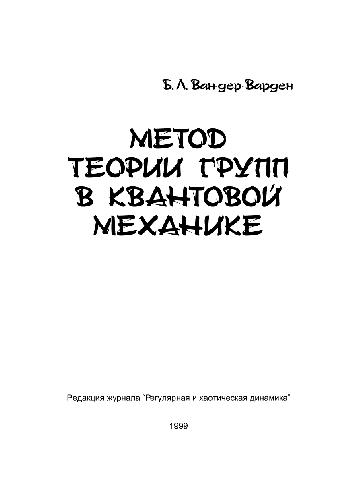 Б. Л. Ван-дер-Варден
МЕТОД
ТЕОРИИ ГРУПП
В КВАНТОВОЙ
МЕХАНИКЕ
Редакция журнала "Регулярная и хаотическая динамика"
1999